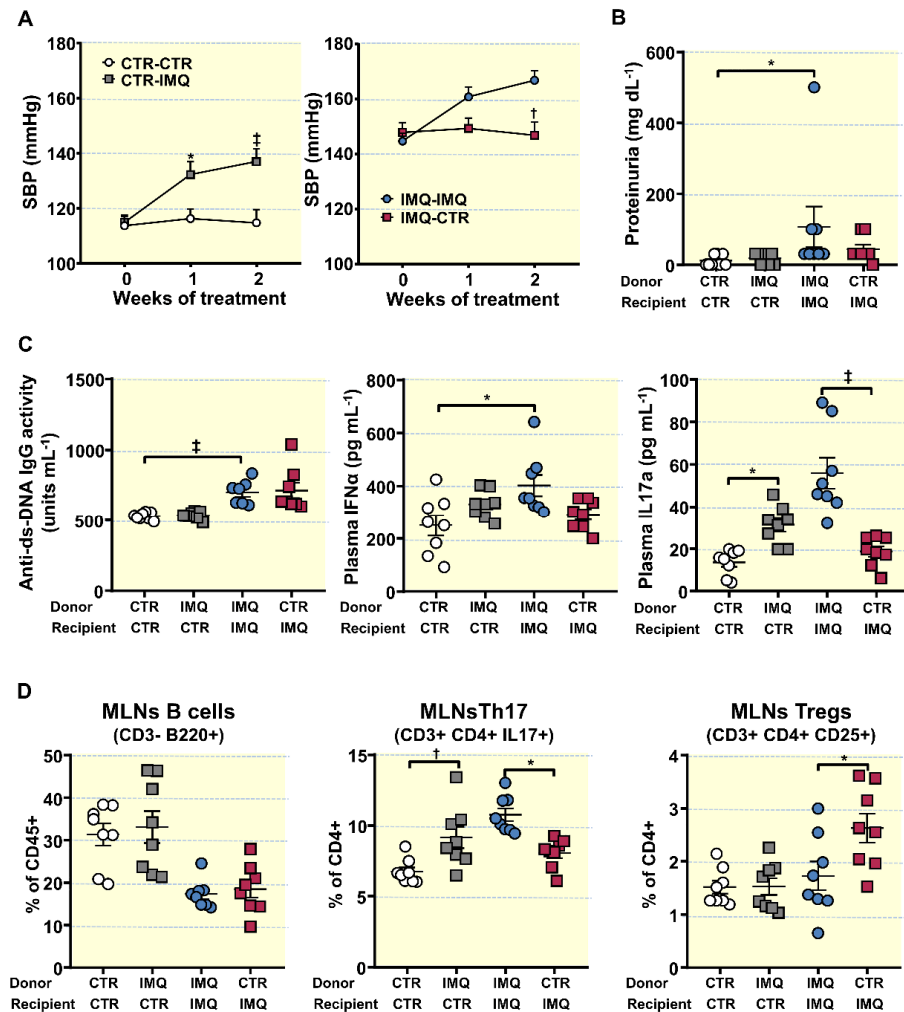 A
180
160
140
120
100
SBP (mmHg)
CTR-CTR
CTR-IMQ
*
‡
0
1
2
Weeks of treatment
180
160
140
120
100
SBP (mmHg)
†
IMQ-IMQ
IMQ-CTR
0
1
2
Weeks of treatment
B
600
400
200
0
Proteinuria (mg dL-1)
*
Donor CTR IMQ IMQ CTR
Recipient CTR CTR IMQ IMQ
C
1500
1000
500
0
Anti-ds-DNA IgG activity
(units mL-1)
‡
Donor CTR IMQ IMQ CTR
Recipient CTR CTR IMQ IMQ
800
600
400
200
0
Plasma IFNα (pg mL-1)
*
Donor CTR IMQ IMQ CTR
Recipient CTR CTR IMQ IMQ
100
80
60
40
20
0
Plasma IL17a (pg mL-1)
*
‡
Donor CTR IMQ IMQ CTR
Recipient CTR CTR IMQ IMQ
D
MLNs B cells
(CD3- B220+)
50
40
30
20
10
0
% of CD45+
Donor CTR IMQ IMQ CTR
Recipient CTR CTR IMQ IMQ
MLNsTh17
(CD3+ CD4+ IL17+)
15
10
5
0
% of CD4+
†
*
Donor CTR IMQ IMQ CTR
Recipient CTR CTR IMQ IMQ
MLNs Tregs
(CD3+ CD4+ CD25+)
4
3
2
1
0
% of CD4+
*
Donor CTR IMQ IMQ CTR
Recipient CTR CTR IMQ IMQ